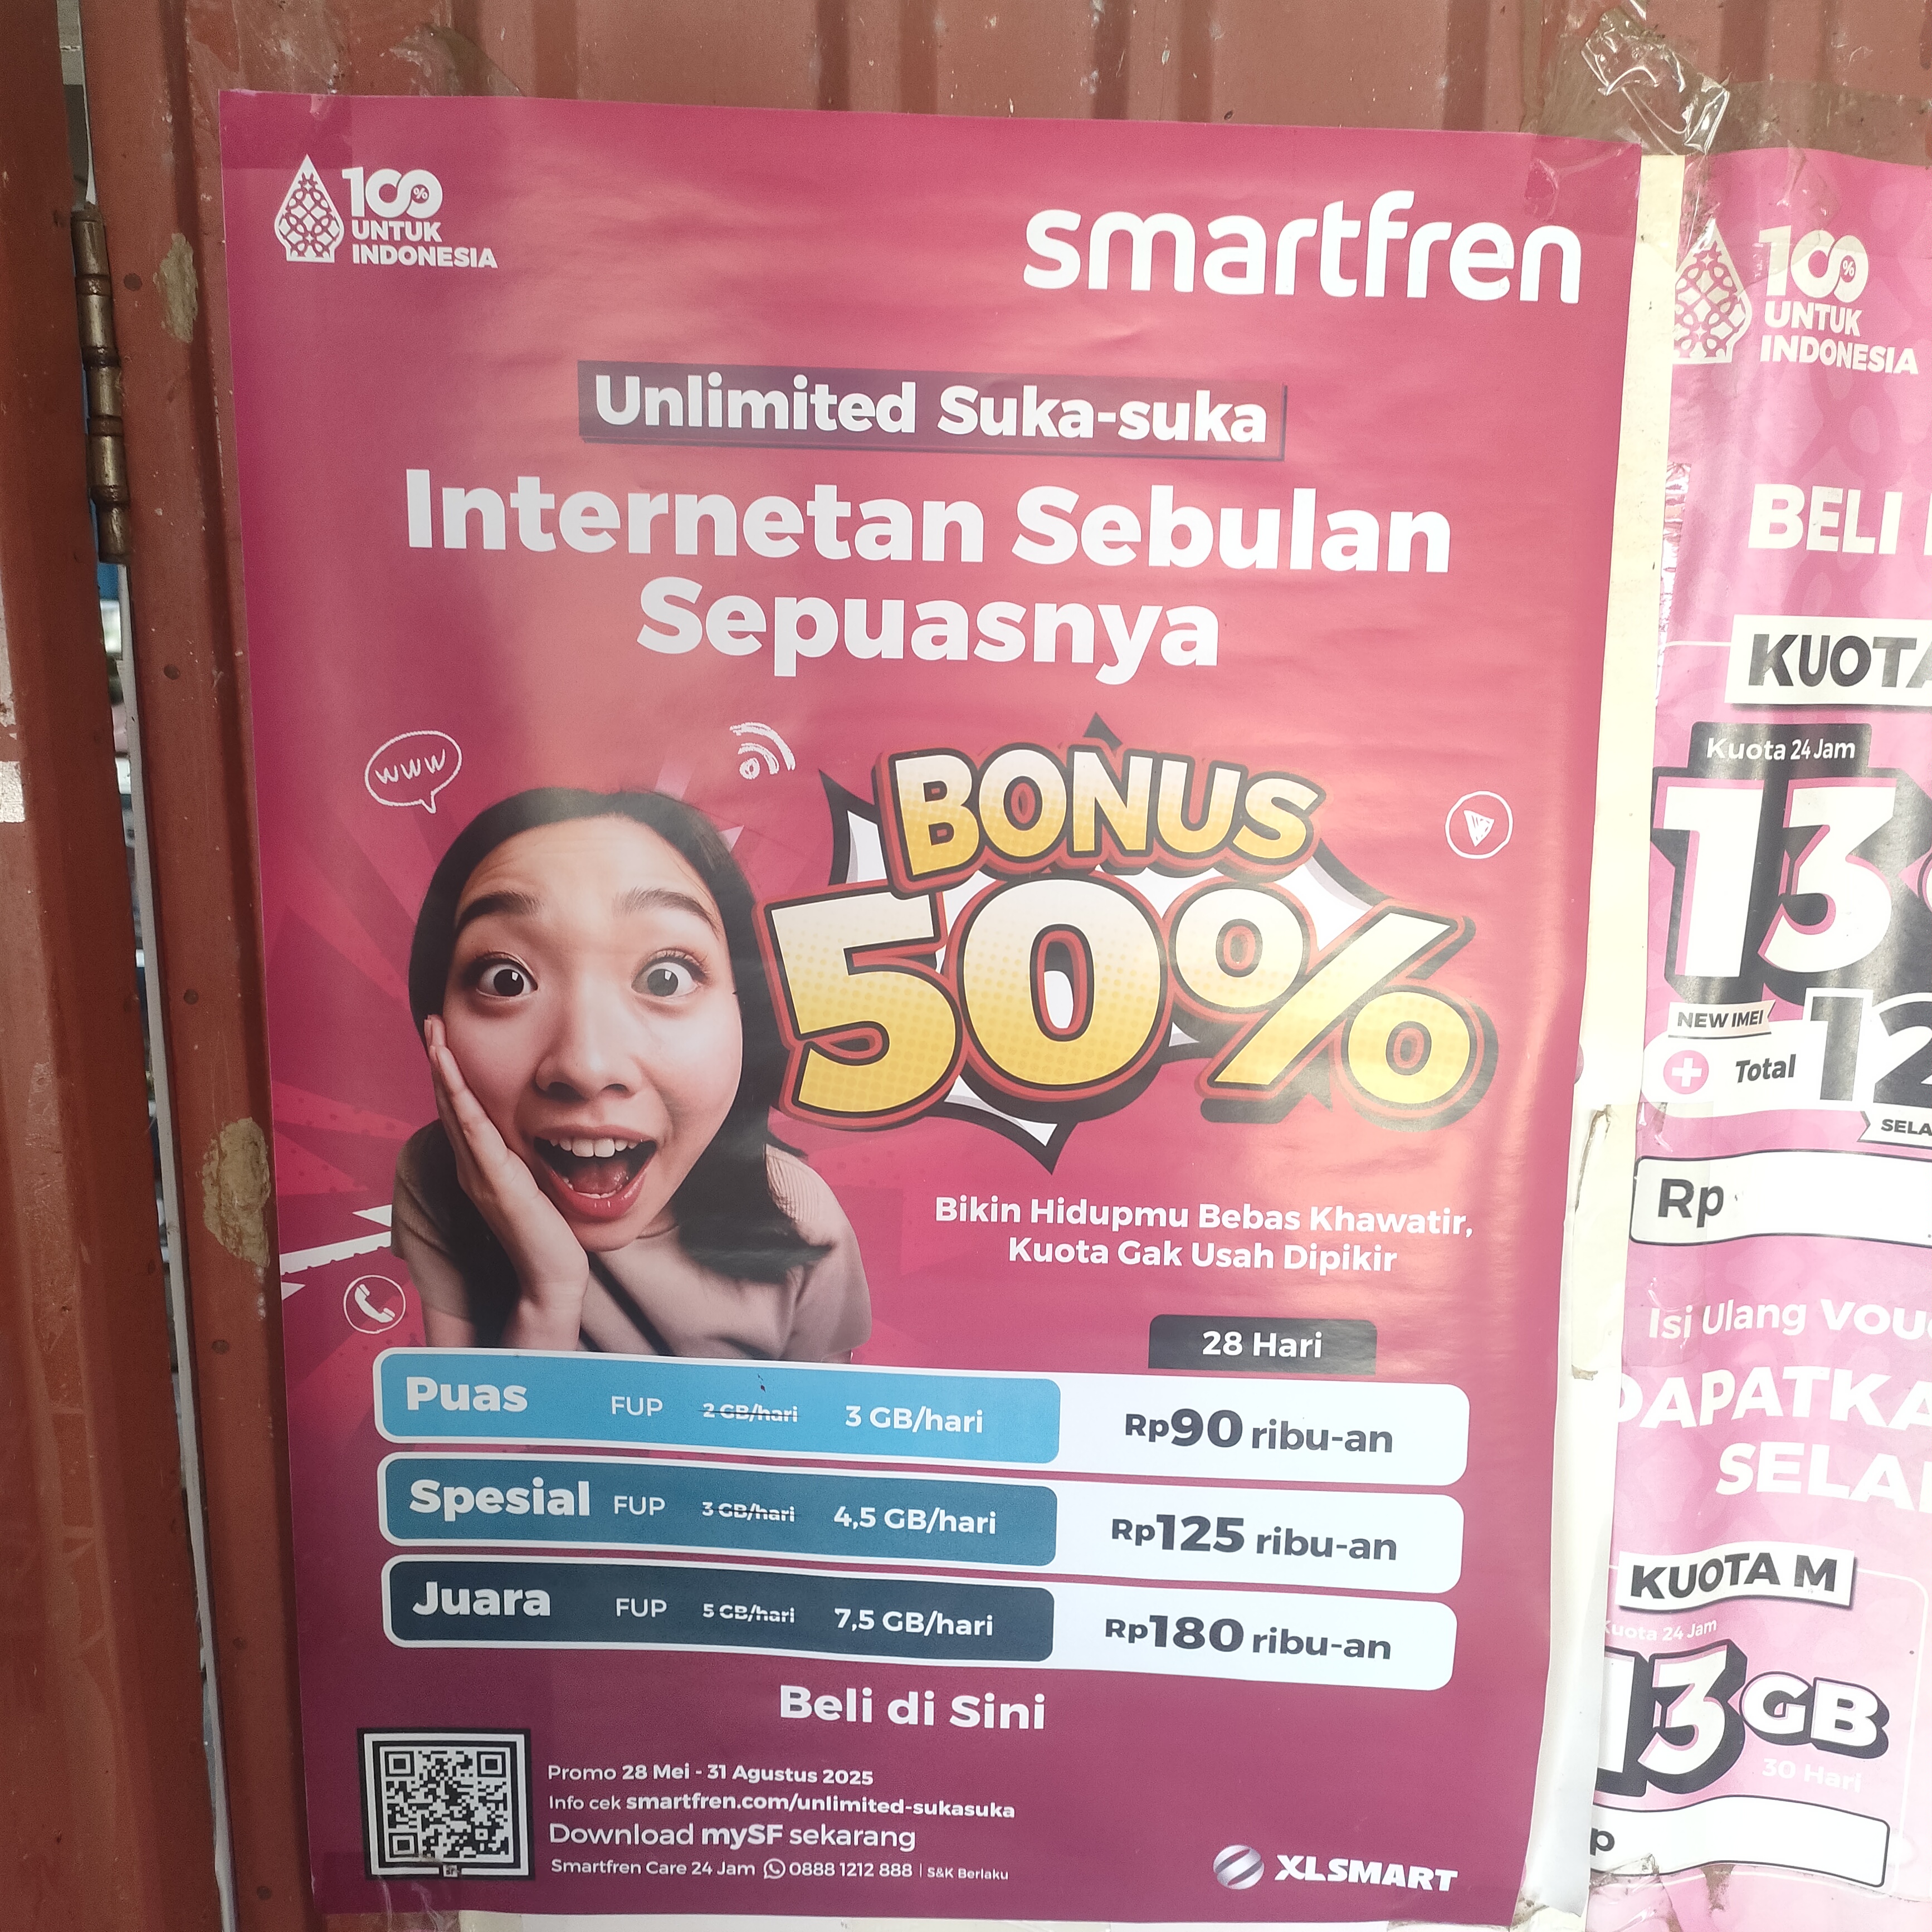 100%
UNTUK
INDONESIA
smartfren
Unlimited Suka-suka
Internetan Sebulan
Sepuasnya
www
BONUS
50%
Bikin Hidupmu Bebas Khawatir,
Kuota Gak Usah Dipikir
28 Hari
Puas FUP 2 GB/hari 3 GB/hari Rp90 ribu-an
Spesial FUP 3 GB/hari 4,5 GB/hari Rp125 ribu-an
Juara FUP 5 GB/hari 7,5 GB/hari Rp180 ribu-an
Beli di Sini
Promo 28 Mei - 31 Agustus 2025
Info cek smartfren.com/unlimited-sukasuka
Download mySF sekarang
Smartfren Care 24 Jam 0888 1212 888 | S&K Berlaku
XLSMART
100%
UNTUK
INDONESIA
BELI
Kuota 24 Jam
13
NEW IMEI
+ Total 12
Rp
Isi Ulang
KUOTA M
Kuota 24 Jam
13 GB
30 Hari